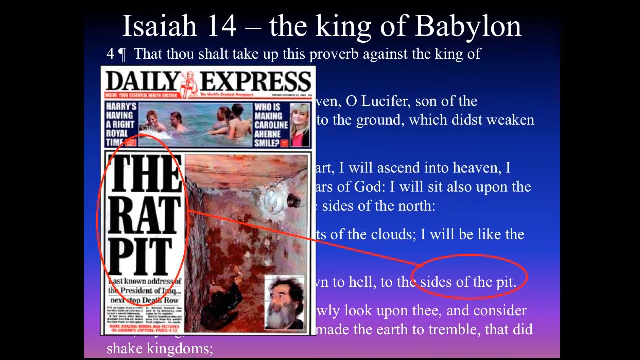 Isaiah 14 – the king of Babylon
4 ¶ That thou shalt take up this proverb against the king of
DAILY EXPRESS
ven, O Lucifer, son of the
to the ground, which didst weaken
HARRY'S
HAVING
A RIGHT
ROYAL
TIME
WHO IS
MAKING
CAROLINE
AHERNE
SMILE?
THE
RAT
PIT
Last known address of
the President of Iraq...
next stop Death Row
art, I will ascend into heaven, I
ars of God: I will sit also upon the
e sides of the north:
ts of the clouds; I will be like the
wn to hell, to the sides of the pit.
wly look upon thee, and consider
made the earth to tremble, that did
shake kingdoms;